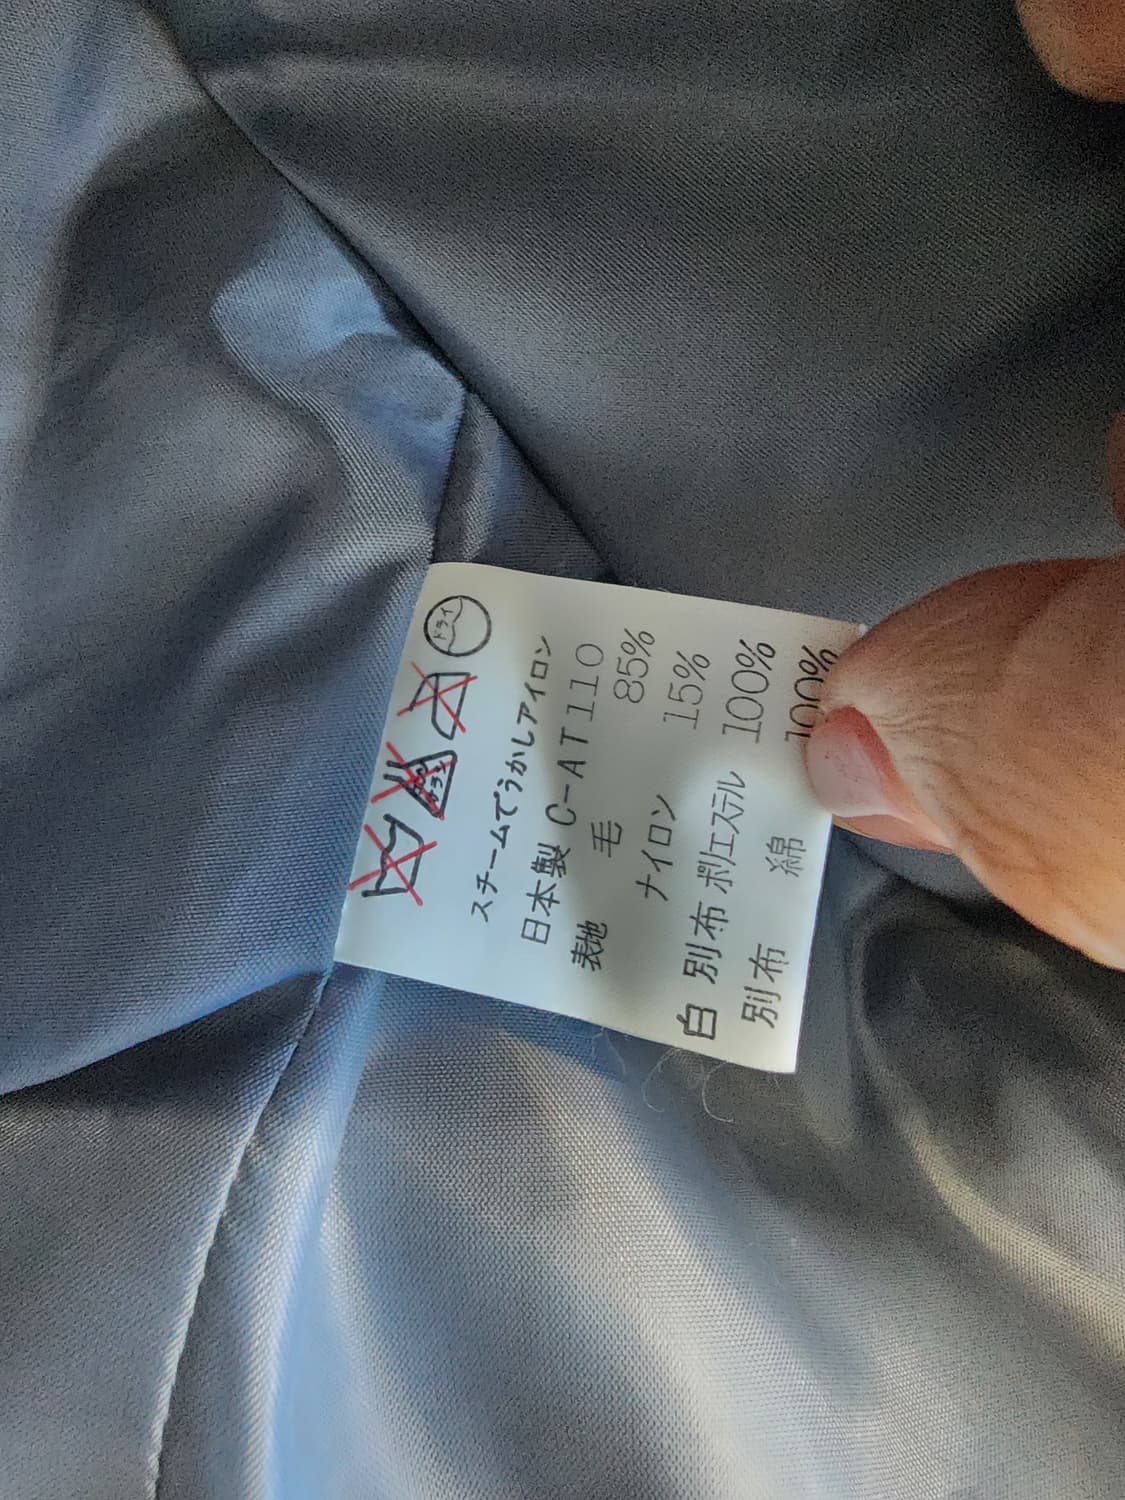 ドライ
スチームでうかしアイロン
日本製 C-AT110
表地 毛 85%
ナイロン 15%
白 別布 ポリエステル 100%
別布 綿 100%